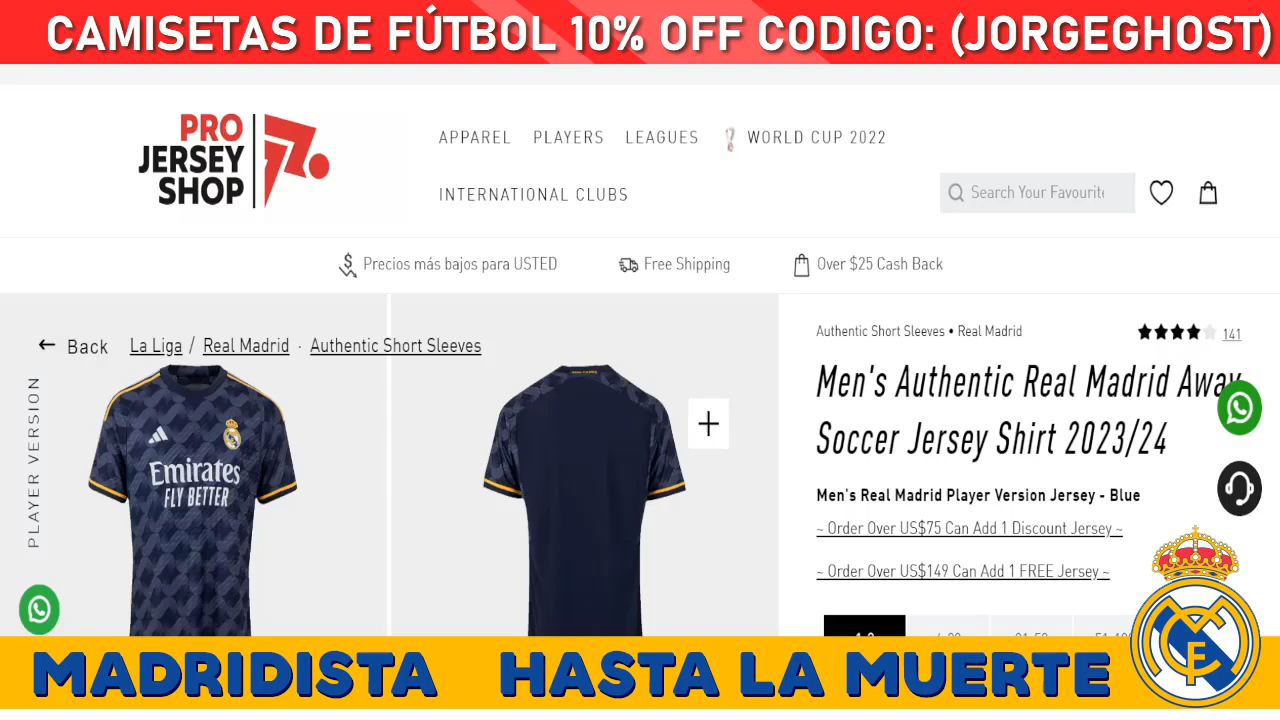 CAMISETAS DE FÚTBOL 10% OFF CODIGO: (JORGEGHOST)
PRO
JERSEY
SHOP
APPAREL PLAYERS LEAGUES WORLD CUP 2022
INTERNATIONAL CLUBS
Search Your Favourite
Precios más bajos para USTED
Free Shipping
Over $25 Cash Back
Back La Liga / Real Madrid · Authentic Short Sleeves
PLAYER VERSION
Emirates
FLY BETTER
Authentic Short Sleeves • Real Madrid
141
Men's Authentic Real Madrid Away
Soccer Jersey Shirt 2023/24
Men's Real Madrid Player Version Jersey - Blue
~ Order Over US$75 Can Add 1 Discount Jersey ~
~ Order Over US$149 Can Add 1 FREE Jersey ~
MADRIDISTA HASTA LA MUERTE